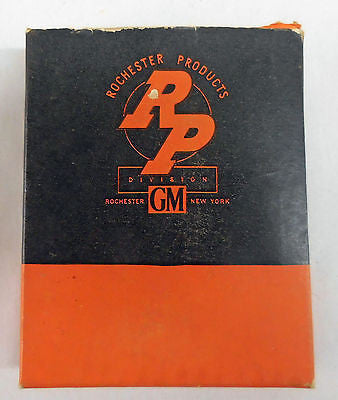 ROCHESTER PRODUCTS
RP
DIVISION
ROCHESTER GM NEW YORK